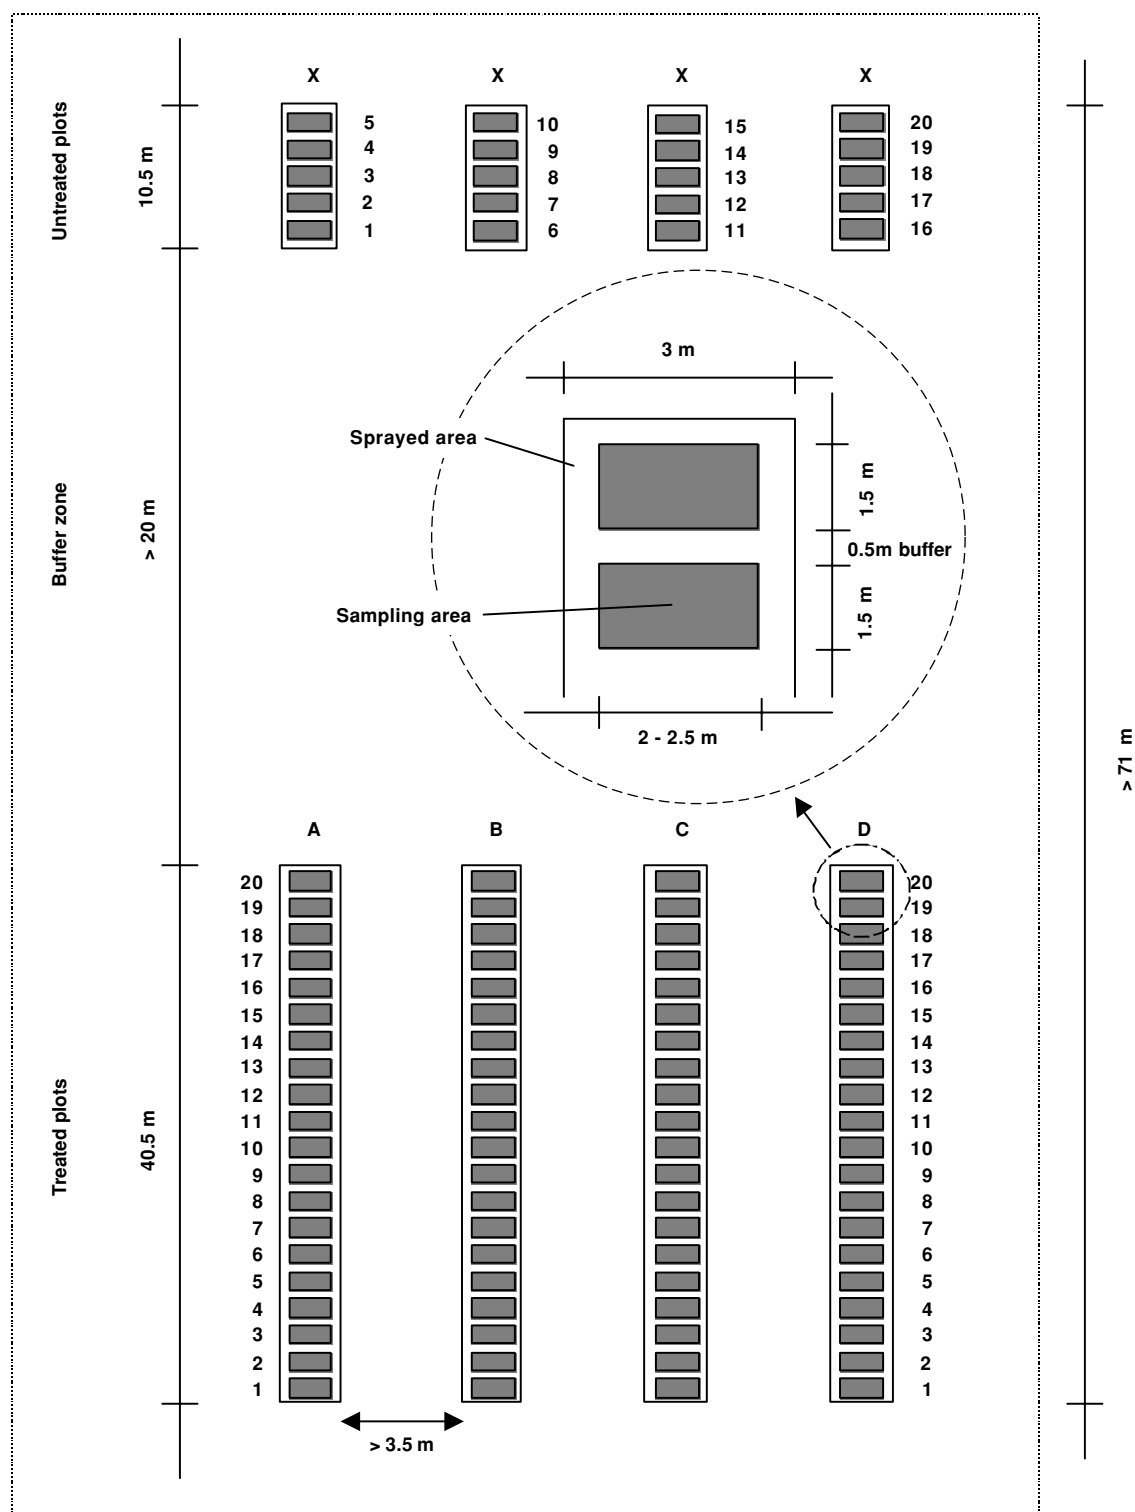 X X X X
Untreated plots
10.5 m
5 10 15 20
4 9 14 19
3 8 13 18
2 7 12 17
1 6 11 16
3 m
Sprayed area
1.5 m
0.5m buffer
Sampling area
1.5 m
2 - 2.5 m
Buffer zone
> 20 m
> 71 m
A B C D
20 20
19 19
18 18
17 17
16 16
15 15
14 14
13 13
12 12
11 11
10 10
9 9
8 8
7 7
6 6
5 5
4 4
3 3
2 2
1 1
Treated plots
40.5 m
> 3.5 m